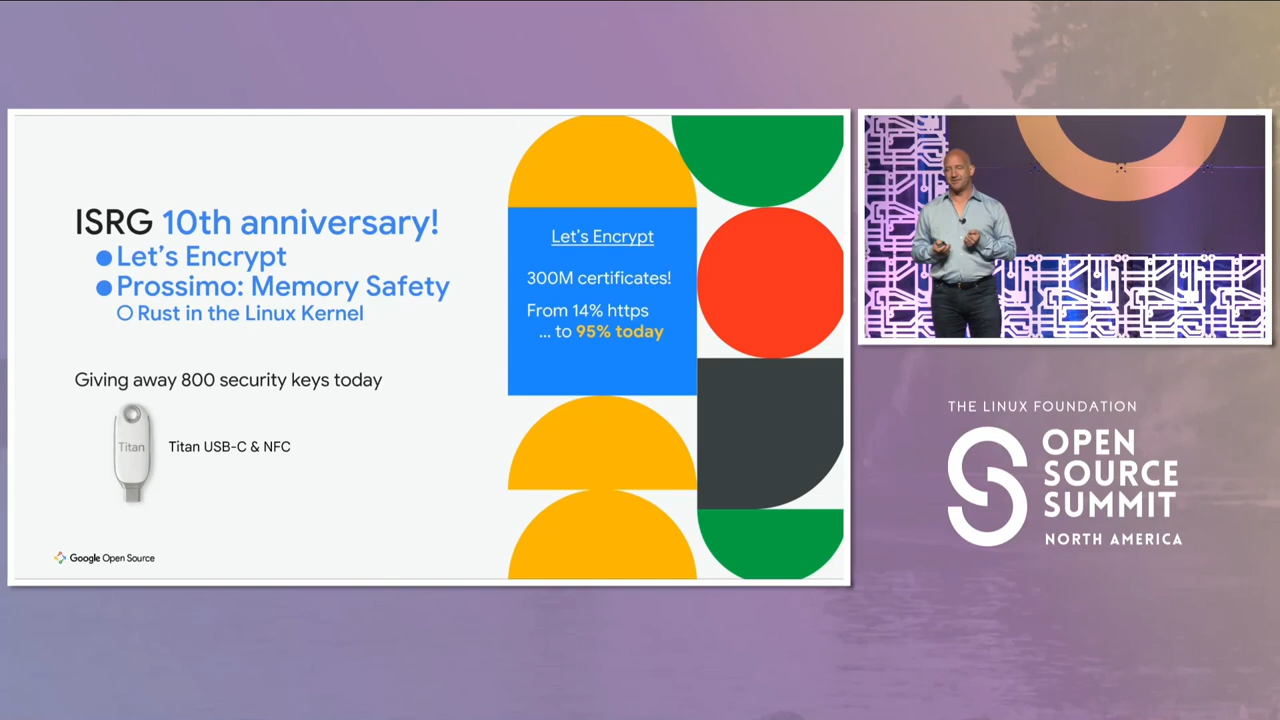 ISRG 10th anniversary!
● Let's Encrypt
● Prossimo: Memory Safety
○ Rust in the Linux Kernel
Giving away 800 security keys today
Titan
Titan USB-C & NFC
Google Open Source
Let's Encrypt
300M certificates!
From 14% https
... to 95% today
THE LINUX FOUNDATION
OPEN
SOURCE
SUMMIT
NORTH AMERICA